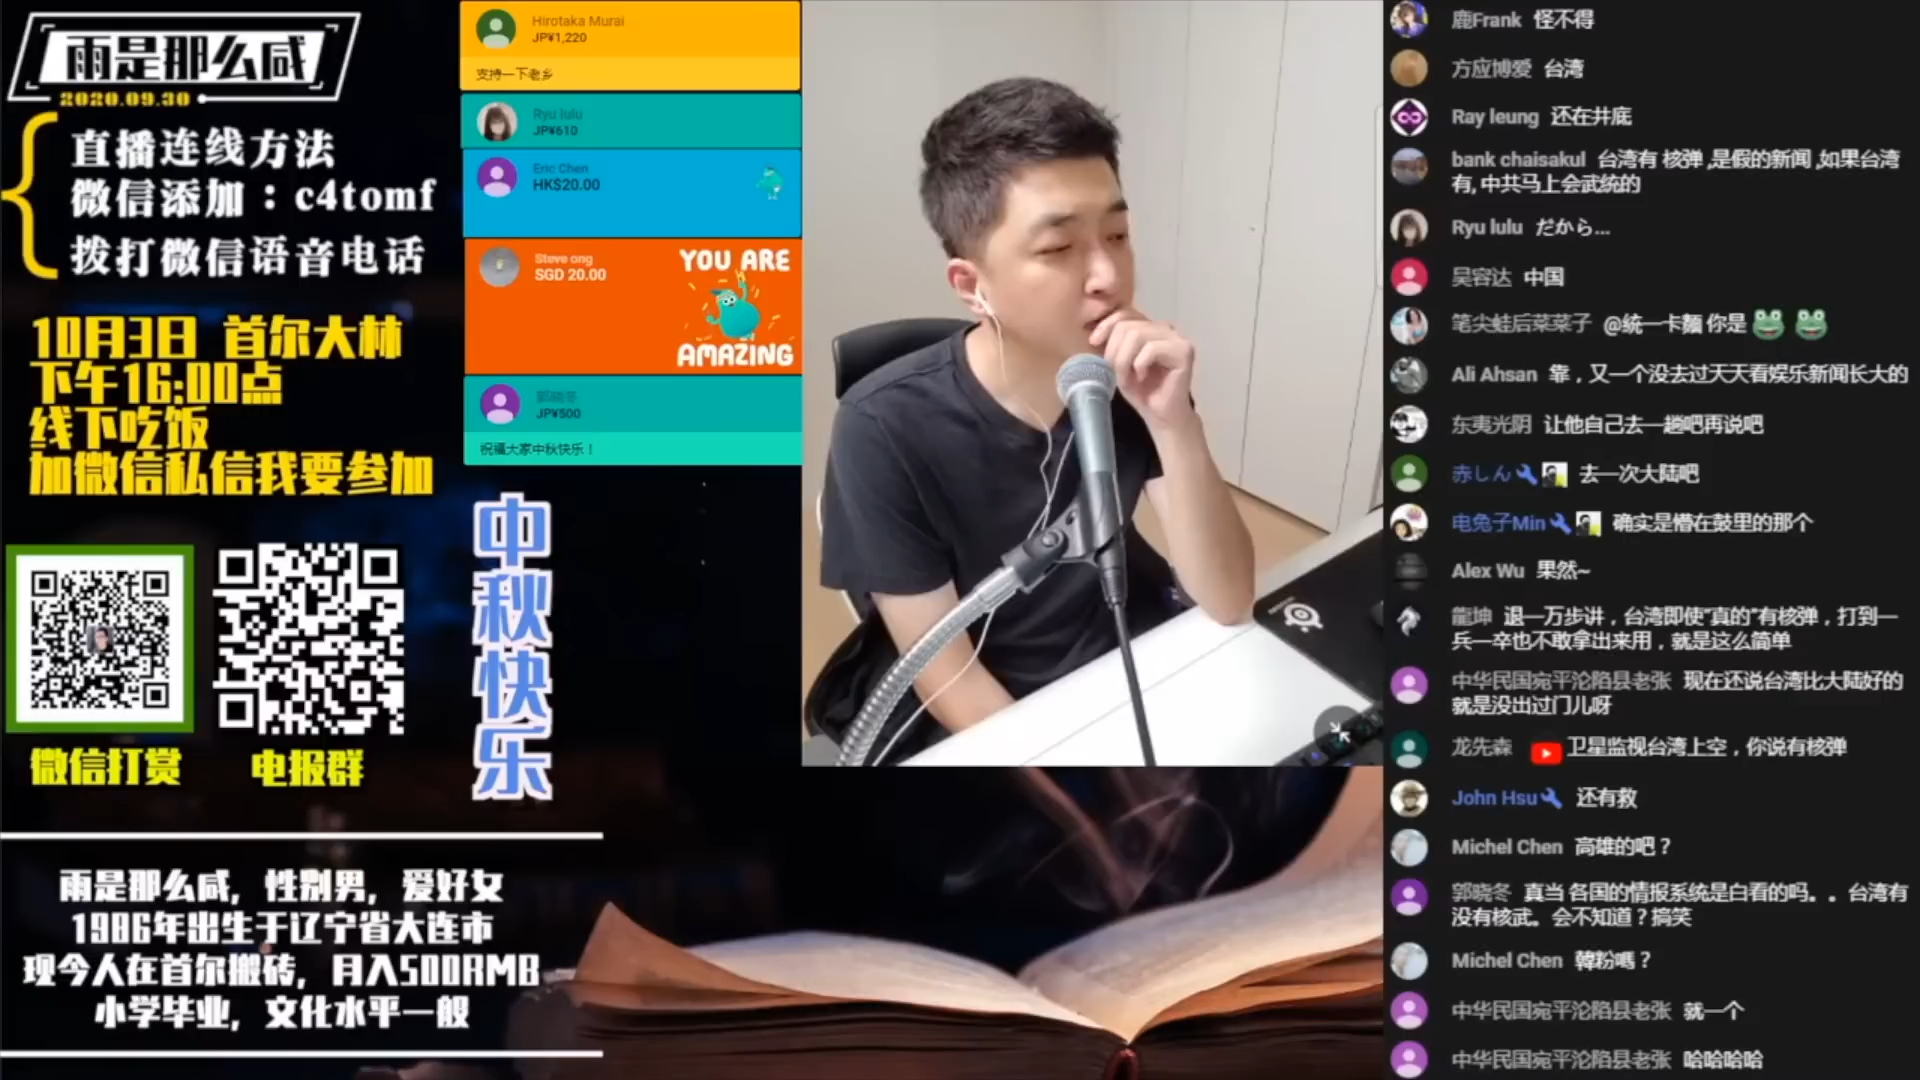 雨是那么咸
2020.09.30
直播连线方法
微信添加：c4tomf
拨打微信语音电话
10月3日 首尔大林
下午16:00点
线下吃饭
加微信私信我要参加
微信打赏
电报群
雨是那么咸，性别男，爱好女
1986年出生于辽宁省大连市
现今人在首尔搬砖，月入500RMB
小学毕业，文化水平一般
Hirotaka Murai
JP¥1,220
支持一下老乡
Ryu lulu
JP¥610
Eric Chen
HK$20.00
Steve ong
SGD 20.00
YOU ARE
AMAZING
郭晓冬
JP¥500
祝福大家中秋快乐！
中秋快乐
鹿Frank 怪不得
方应博爱 台湾
Ray leung 还在井底
bank chaisakul 台湾有 核弹 ,是假的新闻 ,如果台湾
有, 中共马上会武统的
Ryu lulu だから...
吴容达 中国
笔尖蛙后菜菜子 @統一卡麵 你是
Ali Ahsan 靠，又一个没去过天天看娱乐新闻长大的
东夷光阴 让他自己去一趟吧再说吧
赤しん 去一次大陆吧
电兔子Min 确实是懵在鼓里的那个
Alex Wu 果然~
龍坤 退一万步讲，台湾即使"真的"有核弹，打到一
兵一卒也不敢拿出来用，就是这么简单
中华民国宛平沦陷县老张 现在还说台湾比大陆好的
就是没出过门儿呀
龙先森 卫星监视台湾上空，你说有核弹
John Hsu 还有救
Michel Chen 高雄的吧？
郭晓冬 真当 各国的情报系统是白看的吗。。台湾有
没有核武。会不知道？搞笑
Michel Chen 韓粉嗎？
中华民国宛平沦陷县老张 就一个
中华民国宛平沦陷县老张 哈哈哈哈